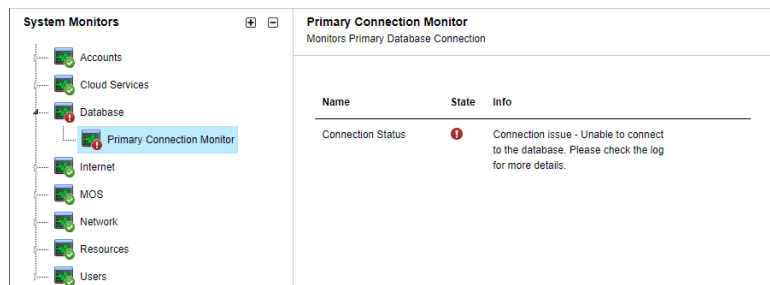 System Monitors
Accounts
Cloud Services
Database
Primary Connection Monitor
Internet
MOS
Network
Resources
Users
Primary Connection Monitor
Monitors Primary Database Connection
Name State Info
Connection Status Connection issue - Unable to connect
to the database. Please check the log
for more details.